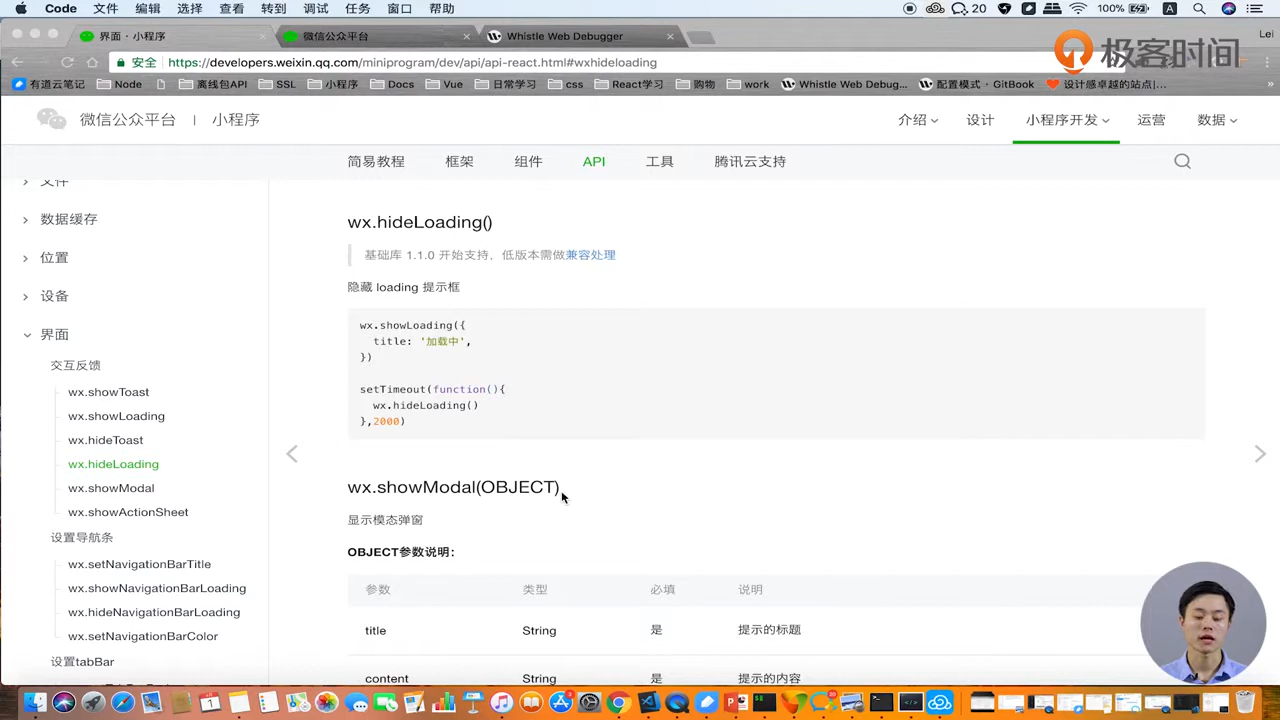 Code 文件 编辑 选择 查看 转到 调试 任务 窗口 帮助 20 100% A
界面 · 小程序 × 微信公众平台 × Whistle Web Debugger × Lei
安全 https://developers.weixin.qq.com/miniprogram/dev/api/api-react.html#wxhideloading
极客时间
有道云笔记 Node 离线包API SSL 小程序 Docs Vue 日常学习 css React学习 购物 work Whistle Web Debug... 配置模式 · GitBook 设计感卓越的站点|... »
微信公众平台 | 小程序 介绍 设计 小程序开发 运营 数据
简易教程 框架 组件 API 工具 腾讯云支持
文件
数据缓存
位置
设备
界面
交互反馈
wx.showToast
wx.showLoading
wx.hideToast
wx.hideLoading
wx.showModal
wx.showActionSheet
设置导航条
wx.setNavigationBarTitle
wx.showNavigationBarLoading
wx.hideNavigationBarLoading
wx.setNavigationBarColor
设置tabBar
wx.hideLoading()
基础库 1.1.0 开始支持，低版本需做兼容处理
隐藏 loading 提示框
wx.showLoading({
title: '加载中',
})
setTimeout(function(){
wx.hideLoading()
},2000)
wx.showModal(OBJECT)
显示模态弹窗
OBJECT参数说明：
参数 类型 必填 说明
title String 是 提示的标题
content String 是 提示的内容